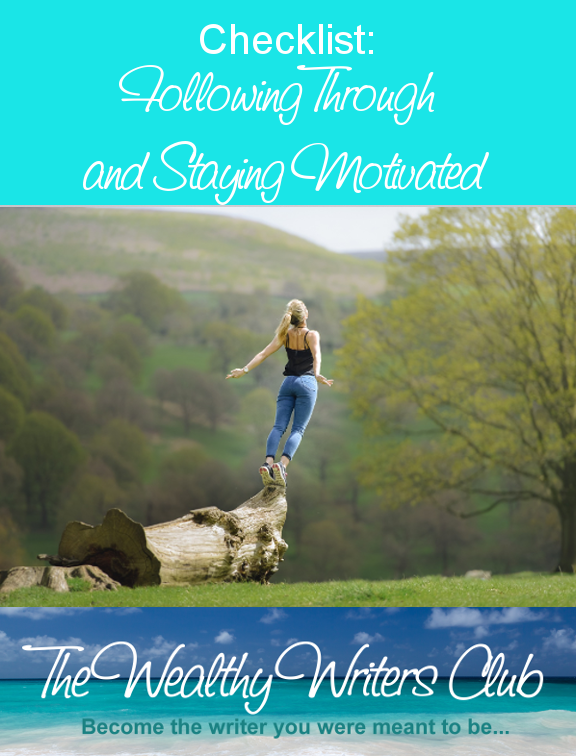 Checklist:
Following Through
and Staying Motivated
The Wealthy Writers Club
Become the writer you were meant to be...